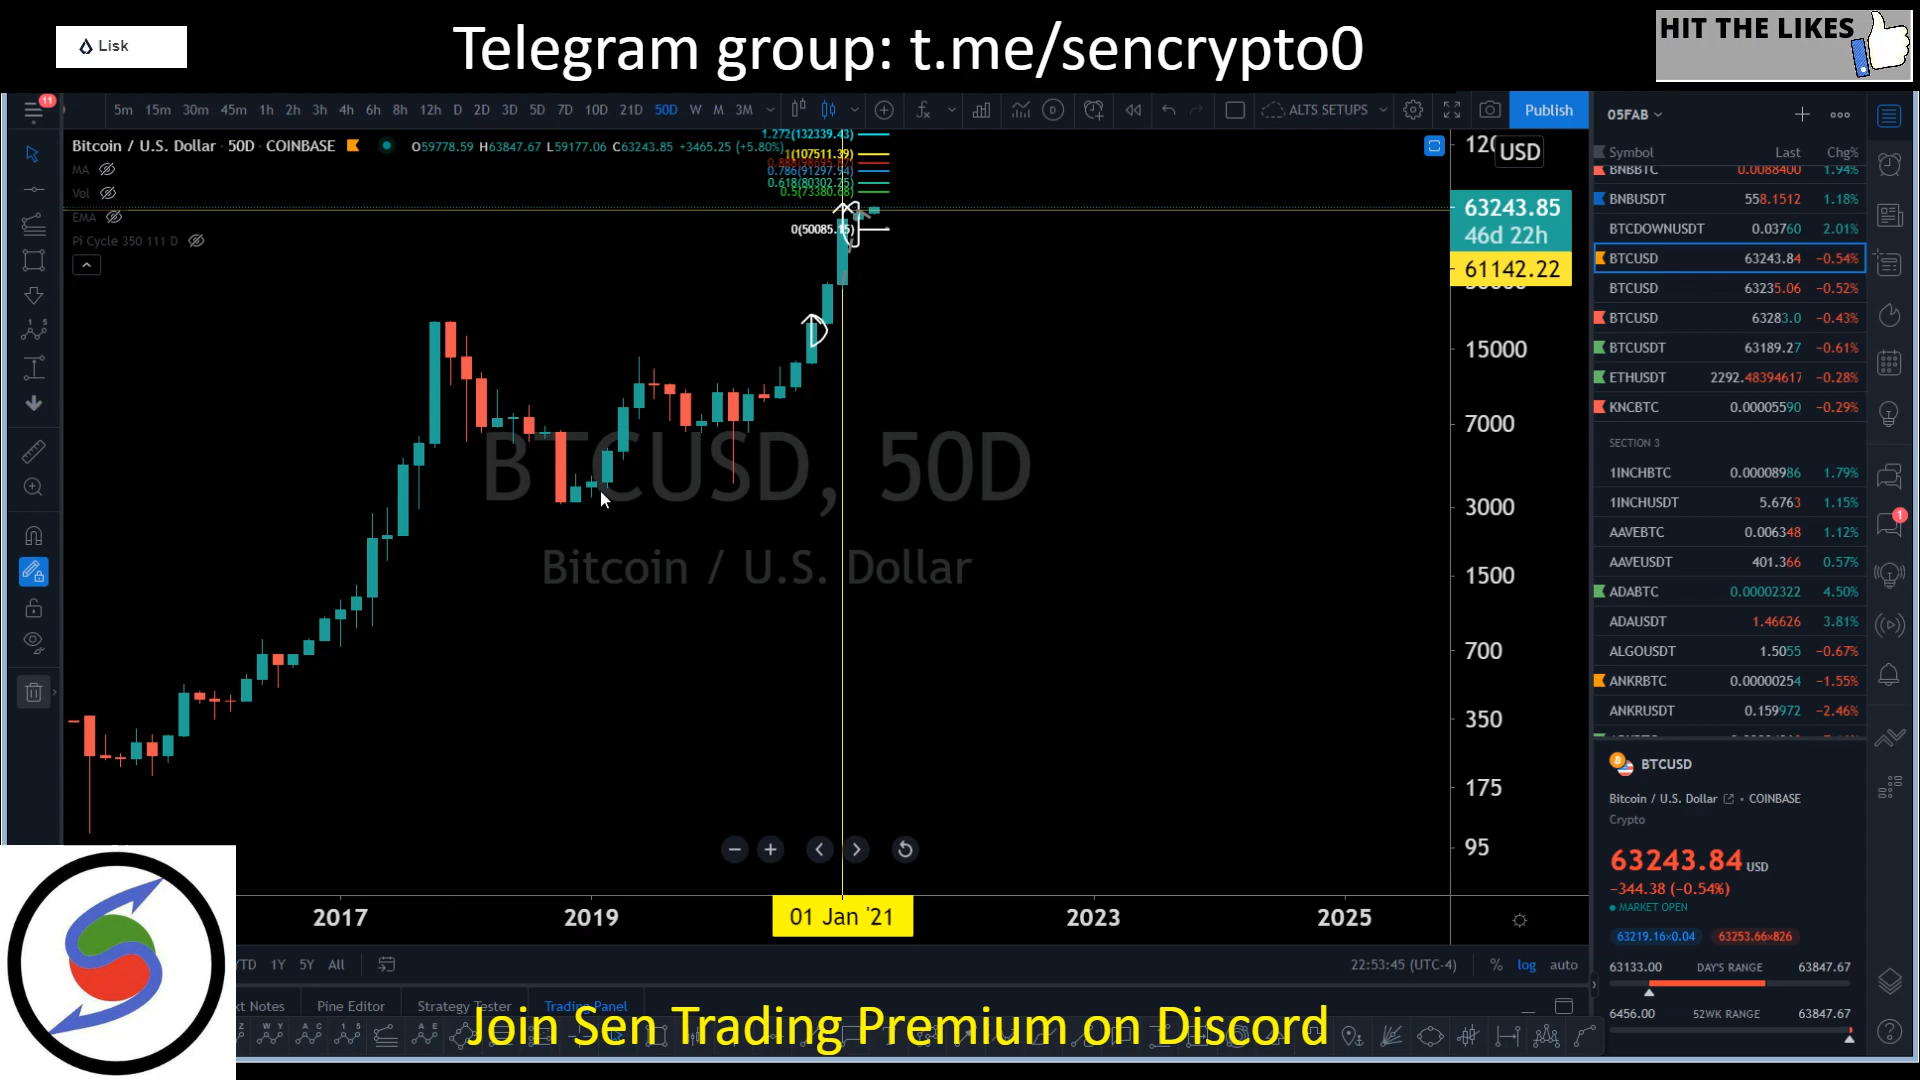 Lisk
Telegram group: t.me/sencrypto0
HIT THE LIKES
11
5m 15m 30m 45m 1h 2h 3h 4h 6h 8h 12h D 2D 3D 5D 7D 10D 21D 50D W M 3M
ALTS SETUPS
Publish
05FAB
Bitcoin / U.S. Dollar · 50D · COINBASE
O59778.59 H63847.67 L59177.06 C63243.85 +3465.25 (+5.80%)
MA
Vol
EMA
Pi Cycle 350 111 D
1.272(132339.43)
1(107511.39)
0.786(91297.94)
0.618(80302.25)
0.5(73380.68)
0(50085.15)
USD
63243.85
46d 22h
61142.22
15000
7000
3000
1500
700
350
175
95
BTCUSD, 50D
Bitcoin / U.S. Dollar
2017 2019 01 Jan '21 2023 2025
YTD 1Y 5Y All
22:53:45 (UTC-4) % log auto
Pine Editor Strategy Tester Trading Panel
Join Sen Trading Premium on Discord
Symbol Last Chg%
BNBBTC 0.0088400 1.94%
BNBUSDT 558.1512 1.18%
BTCDOWNUSDT 0.03760 2.01%
BTCUSD 63243.84 −0.54%
BTCUSD 63235.06 −0.52%
BTCUSD 63283.0 −0.43%
BTCUSDT 63189.27 −0.61%
ETHUSDT 2292.48394617 −0.28%
KNCBTC 0.00005590 −0.29%
SECTION 3
1INCHBTC 0.00008986 1.79%
1INCHUSDT 5.6763 1.15%
AAVEBTC 0.006348 1.12%
AAVEUSDT 401.366 0.57%
ADABTC 0.00002322 4.50%
ADAUSDT 1.46626 3.81%
ALGOUSDT 1.5055 −0.67%
ANKRBTC 0.00000254 −1.55%
ANKRUSDT 0.159972 −2.46%
BTCUSD
Bitcoin / U.S. Dollar · COINBASE
Crypto
63243.84 USD
−344.38 (−0.54%)
MARKET OPEN
63219.16×0.04 63253.66×826
63133.00 DAY'S RANGE 63847.67
6456.00 52WK RANGE 63847.67
1